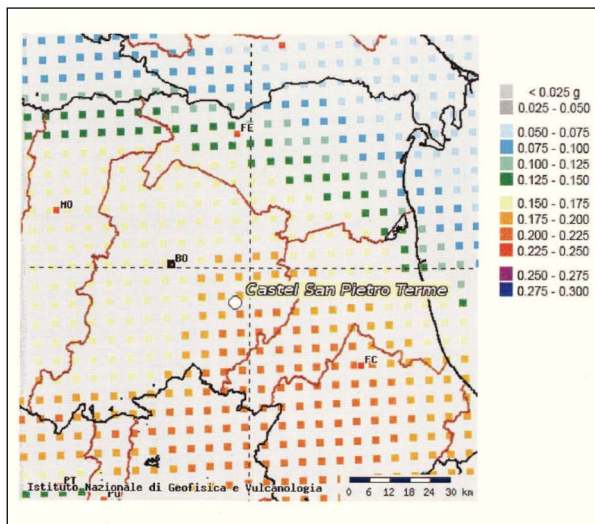 FE
MO
BO
Castel San Pietro Terme
FC
PT
Istituto Nazionale di Geofisica e Vulcanologia
0 6 12 18 24 30 km
< 0.025 g
0.025 - 0.050
0.050 - 0.075
0.075 - 0.100
0.100 - 0.125
0.125 - 0.150
0.150 - 0.175
0.175 - 0.200
0.200 - 0.225
0.225 - 0.250
0.250 - 0.275
0.275 - 0.300